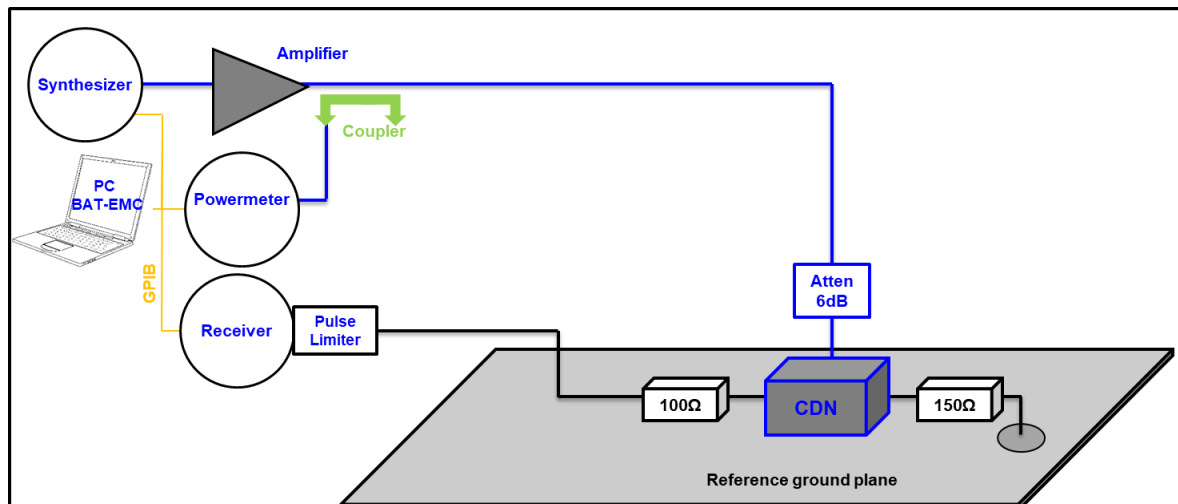 Amplifier
Synthesizer
Coupler
PC
BAT-EMC
Powermeter
GPIB
Atten
6dB
Receiver
Pulse
Limiter
100Ω
CDN
150Ω
Reference ground plane